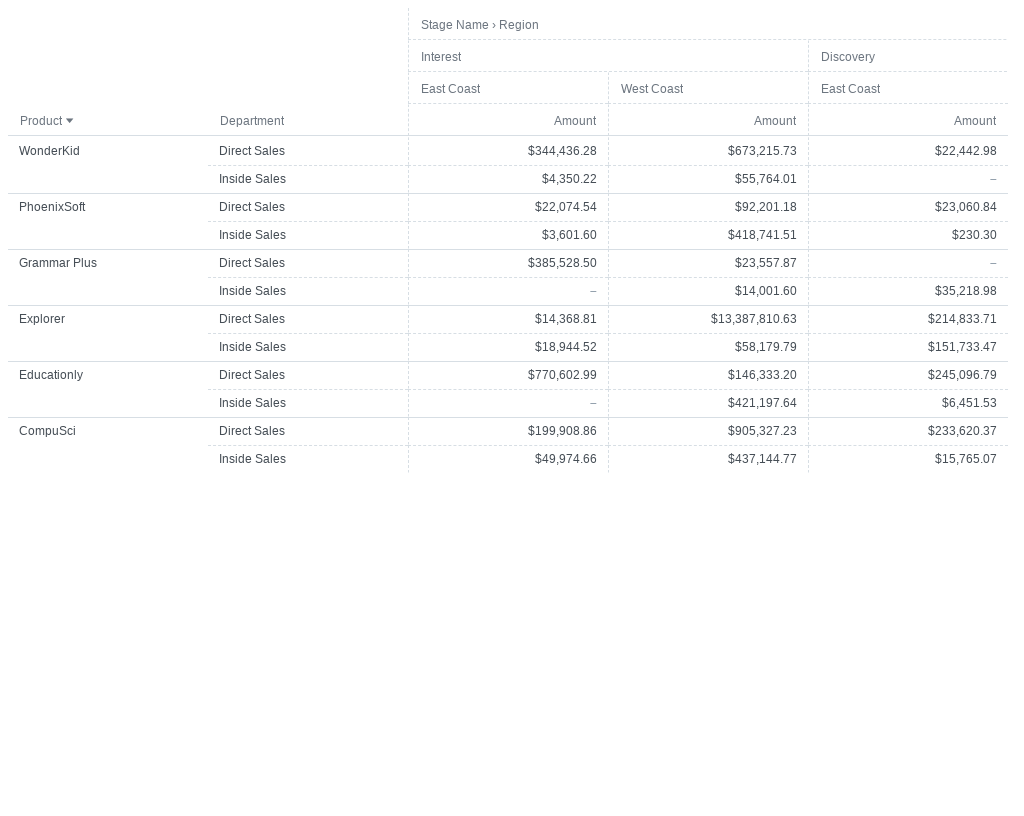 Stage Name › Region
Interest Discovery
East Coast West Coast East Coast
Product Department Amount Amount Amount
WonderKid Direct Sales $344,436.28 $673,215.73 $22,442.98
Inside Sales $4,350.22 $55,764.01 –
PhoenixSoft Direct Sales $22,074.54 $92,201.18 $23,060.84
Inside Sales $3,601.60 $418,741.51 $230.30
Grammar Plus Direct Sales $385,528.50 $23,557.87 –
Inside Sales – $14,001.60 $35,218.98
Explorer Direct Sales $14,368.81 $13,387,810.63 $214,833.71
Inside Sales $18,944.52 $58,179.79 $151,733.47
Educationly Direct Sales $770,602.99 $146,333.20 $245,096.79
Inside Sales – $421,197.64 $6,451.53
CompuSci Direct Sales $199,908.86 $905,327.23 $233,620.37
Inside Sales $49,974.66 $437,144.77 $15,765.07